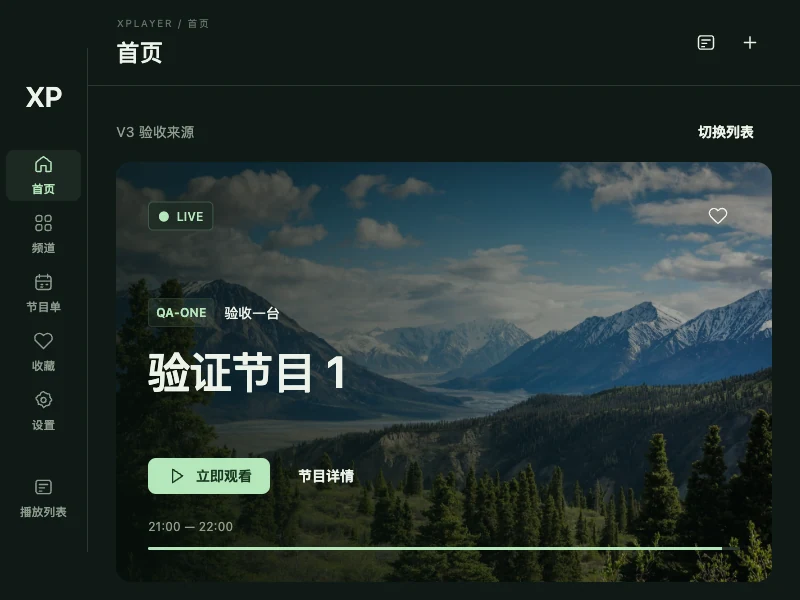 XPLAYER / 首页
首页
XP
首页
频道
节目单
收藏
设置
播放列表
V3 验收来源
切换列表
LIVE
QA-ONE 验收一台
验证节目 1
立即观看 节目详情
21:00 — 22:00